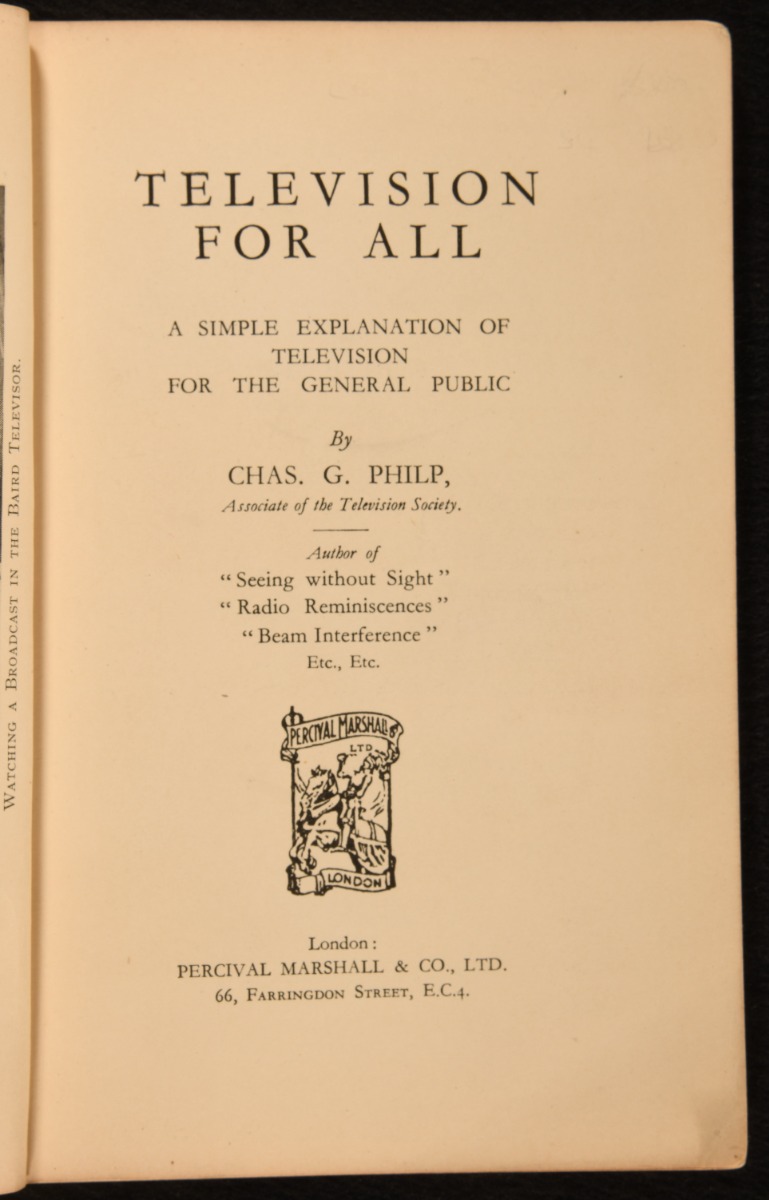 WATCHING A BROADCAST IN THE BAIRD TELEVISOR.
TELEVISION
FOR ALL
A SIMPLE EXPLANATION OF
TELEVISION
FOR THE GENERAL PUBLIC
By
CHAS. G. PHILP,
Associate of the Television Society.
Author of
“Seeing without Sight”
“Radio Reminiscences”
“Beam Interference”
Etc., Etc.
PERCIVAL MARSHALL &
LTD
LONDON
London:
PERCIVAL MARSHALL & CO., LTD.
66, FARRINGDON STREET, E.C.4.